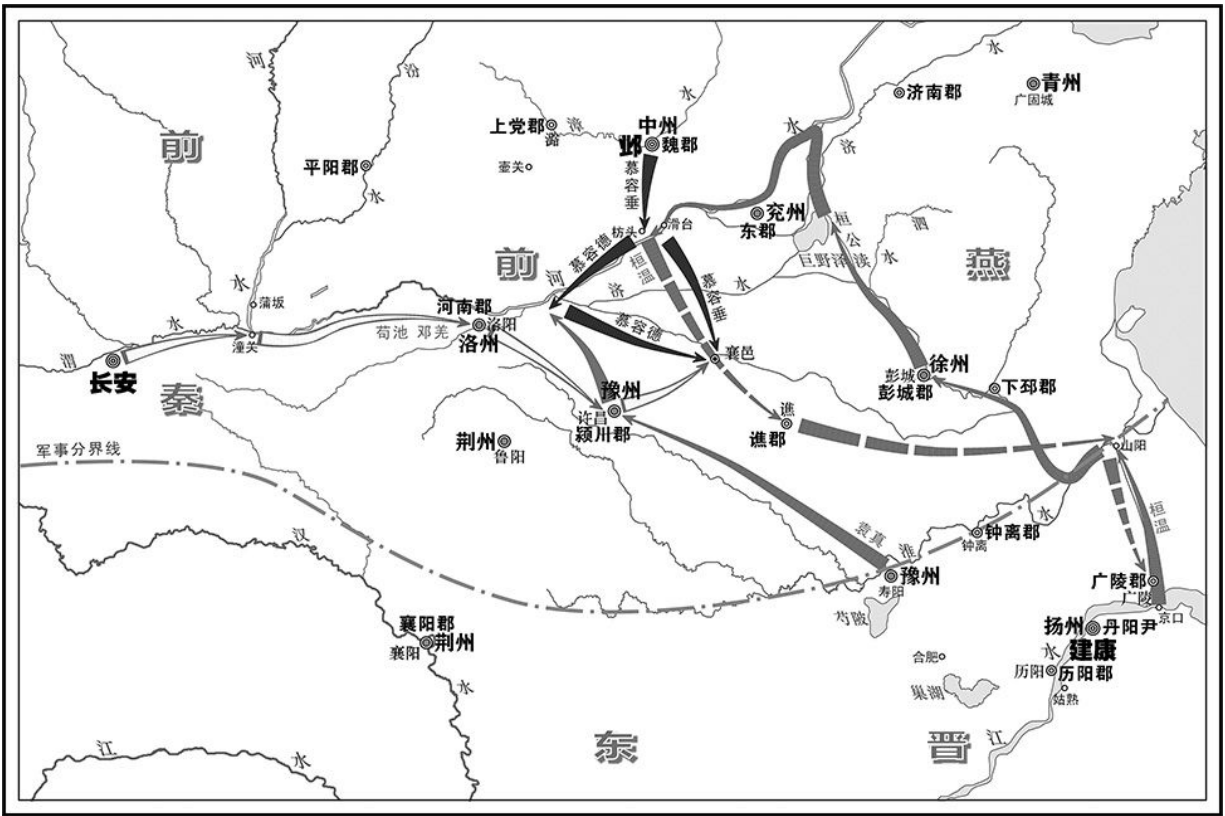 河
汾
水
水
济南郡
青州
广固城
前
上党郡
潞
漳
水
中州
邺
魏郡
水
济
平阳郡
壶关
慕容垂
兖州
东郡
枋头
滑台
桓公渎
巨野泽
泗
水
燕
前
慕容德
桓温
慕容垂
河
济
水
水
水
蒲坂
河南郡
洛阳
洛州
苟池 邓羌
慕容德
襄邑
渭
水
潼关
长安
秦
徐州
彭城
彭城郡
下邳郡
豫州
许昌
颍川郡
谯
谯郡
荆州
鲁阳
军事分界线
山阳
汉
水
袁真
淮
水
钟离郡
钟离
桓温
豫州
寿阳
芍陂
广陵郡
广陵
京口
襄阳郡
襄阳
荆州
扬州
丹阳尹
建康
合肥
水
历阳
历阳郡
巢湖
姑熟
水
江
水
东
晋
江